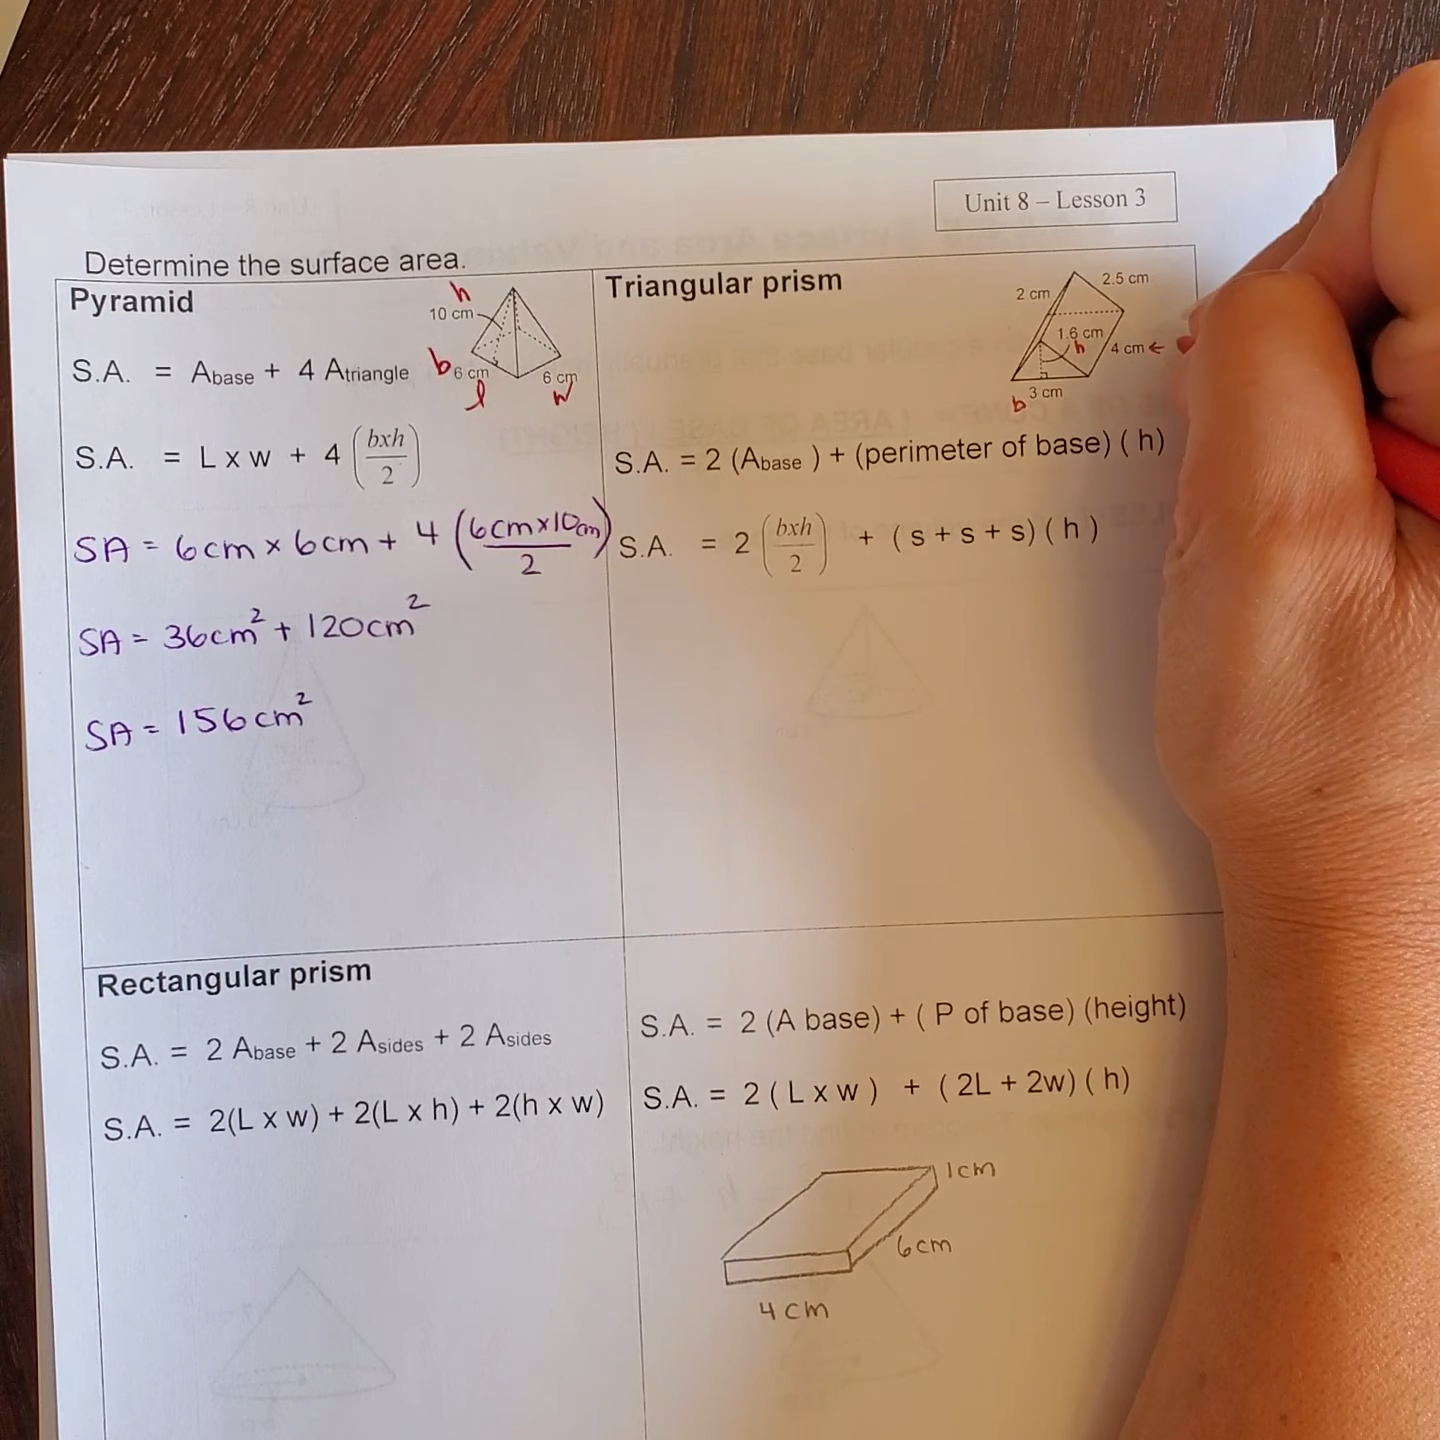 Unit 8 – Lesson 3
Determine the surface area.
Pyramid
h
10 cm
b 6 cm
l
6 cm
w
S.A. = Abase + 4 Atriangle
S.A. = L x w + 4 (bxh/2)
SA = 6cm x 6cm + 4 (6cm x 10cm/2)
SA = 36cm² + 120cm²
SA = 156cm²
Triangular prism
2 cm
2.5 cm
1.6 cm
h
4 cm ←
b 3 cm
S.A. = 2 (Abase ) + (perimeter of base) ( h)
S.A. = 2 (bxh/2) + ( s + s + s) ( h )
Rectangular prism
S.A. = 2 Abase + 2 Asides + 2 Asides
S.A. = 2(L x w) + 2(L x h) + 2(h x w)
S.A. = 2 (A base) + ( P of base) (height)
S.A. = 2 ( L x w ) + ( 2L + 2w) ( h)
1cm
6cm
4 cm